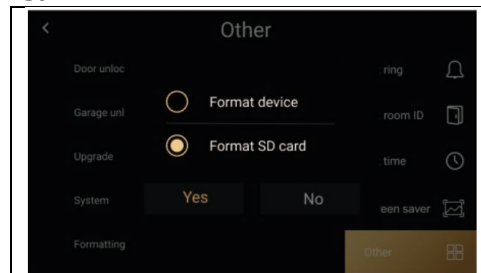 Other
Door unloc
ring
Format device
Garage unl
room ID
Format SD card
Upgrade
time
Yes
No
System
een saver
Formatting
Other